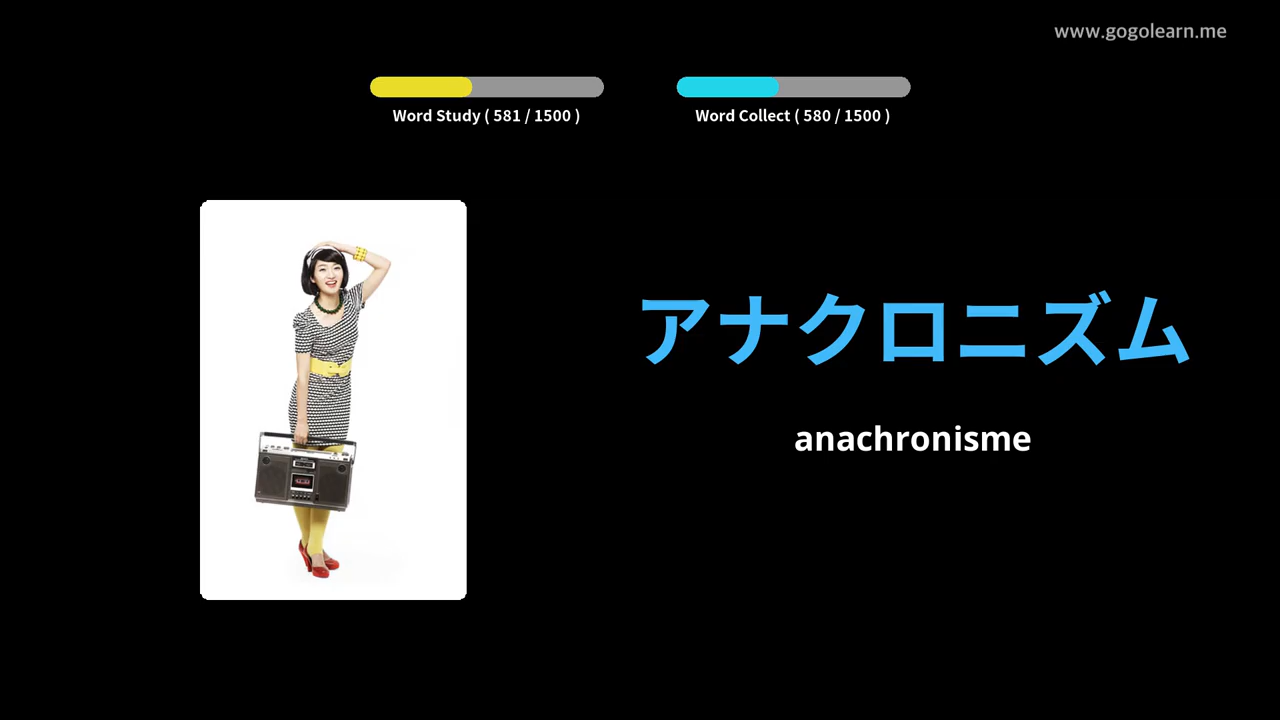 www.gogolearn.me
Word Study ( 581 / 1500 )
Word Collect ( 580 / 1500 )
アナクロニズム
anachronisme